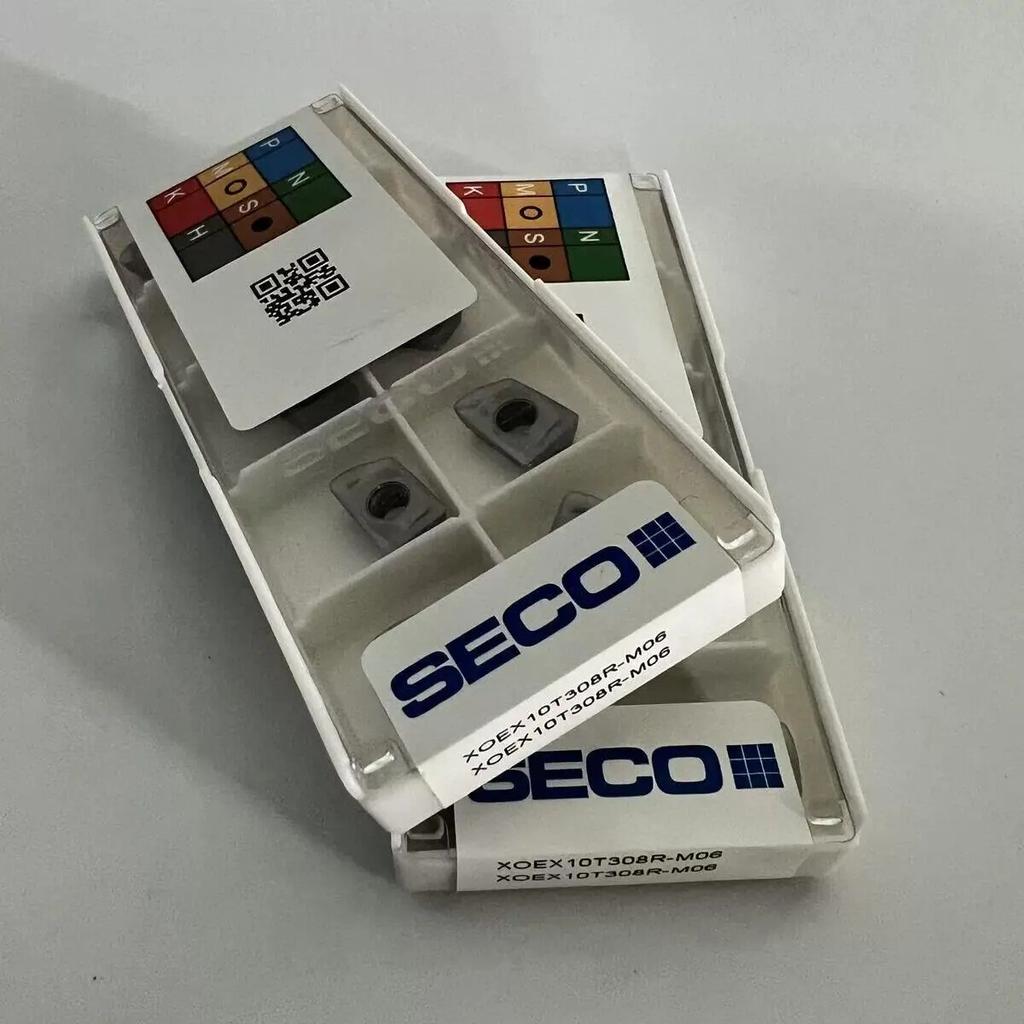 P N
M O S
K H
SECO
XOEX10T308R-M06
XOEX10T308R-M06
P N
M O S
K
SECO
XOEX10T308R-M06
XOEX10T308R-M06